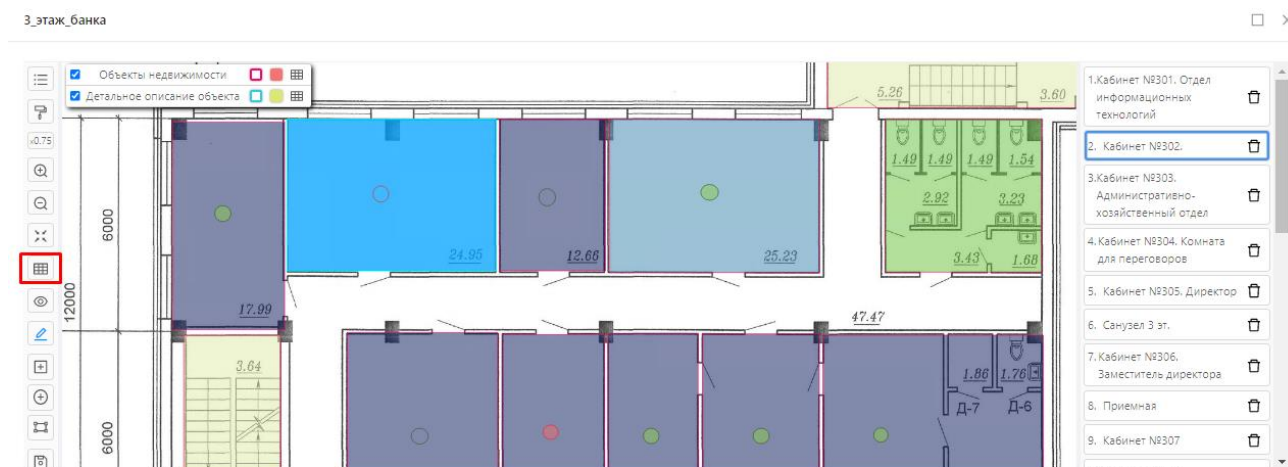 3_этаж_банка
Объекты недвижимости
Детальное описание объекта
x0.75
6000
12000
6000
5.26
3.60
1.49 1.49 1.49 1.54
2.92 3.23
3.43 1.68
24.95
12.66
25.23
17.99
47.47
3.64
1.86 1.76
Д-7 Д-6
1.Кабинет №301. Отдел
информационных
технологий
2. Кабинет №302.
3.Кабинет №303.
Административно-
хозяйственный отдел
4.Кабинет №304. Комната
для переговоров
5. Кабинет №305. Директор
6. Санузел 3 эт.
7.Кабинет №306.
Заместитель директора
8. Приемная
9. Кабинет №307